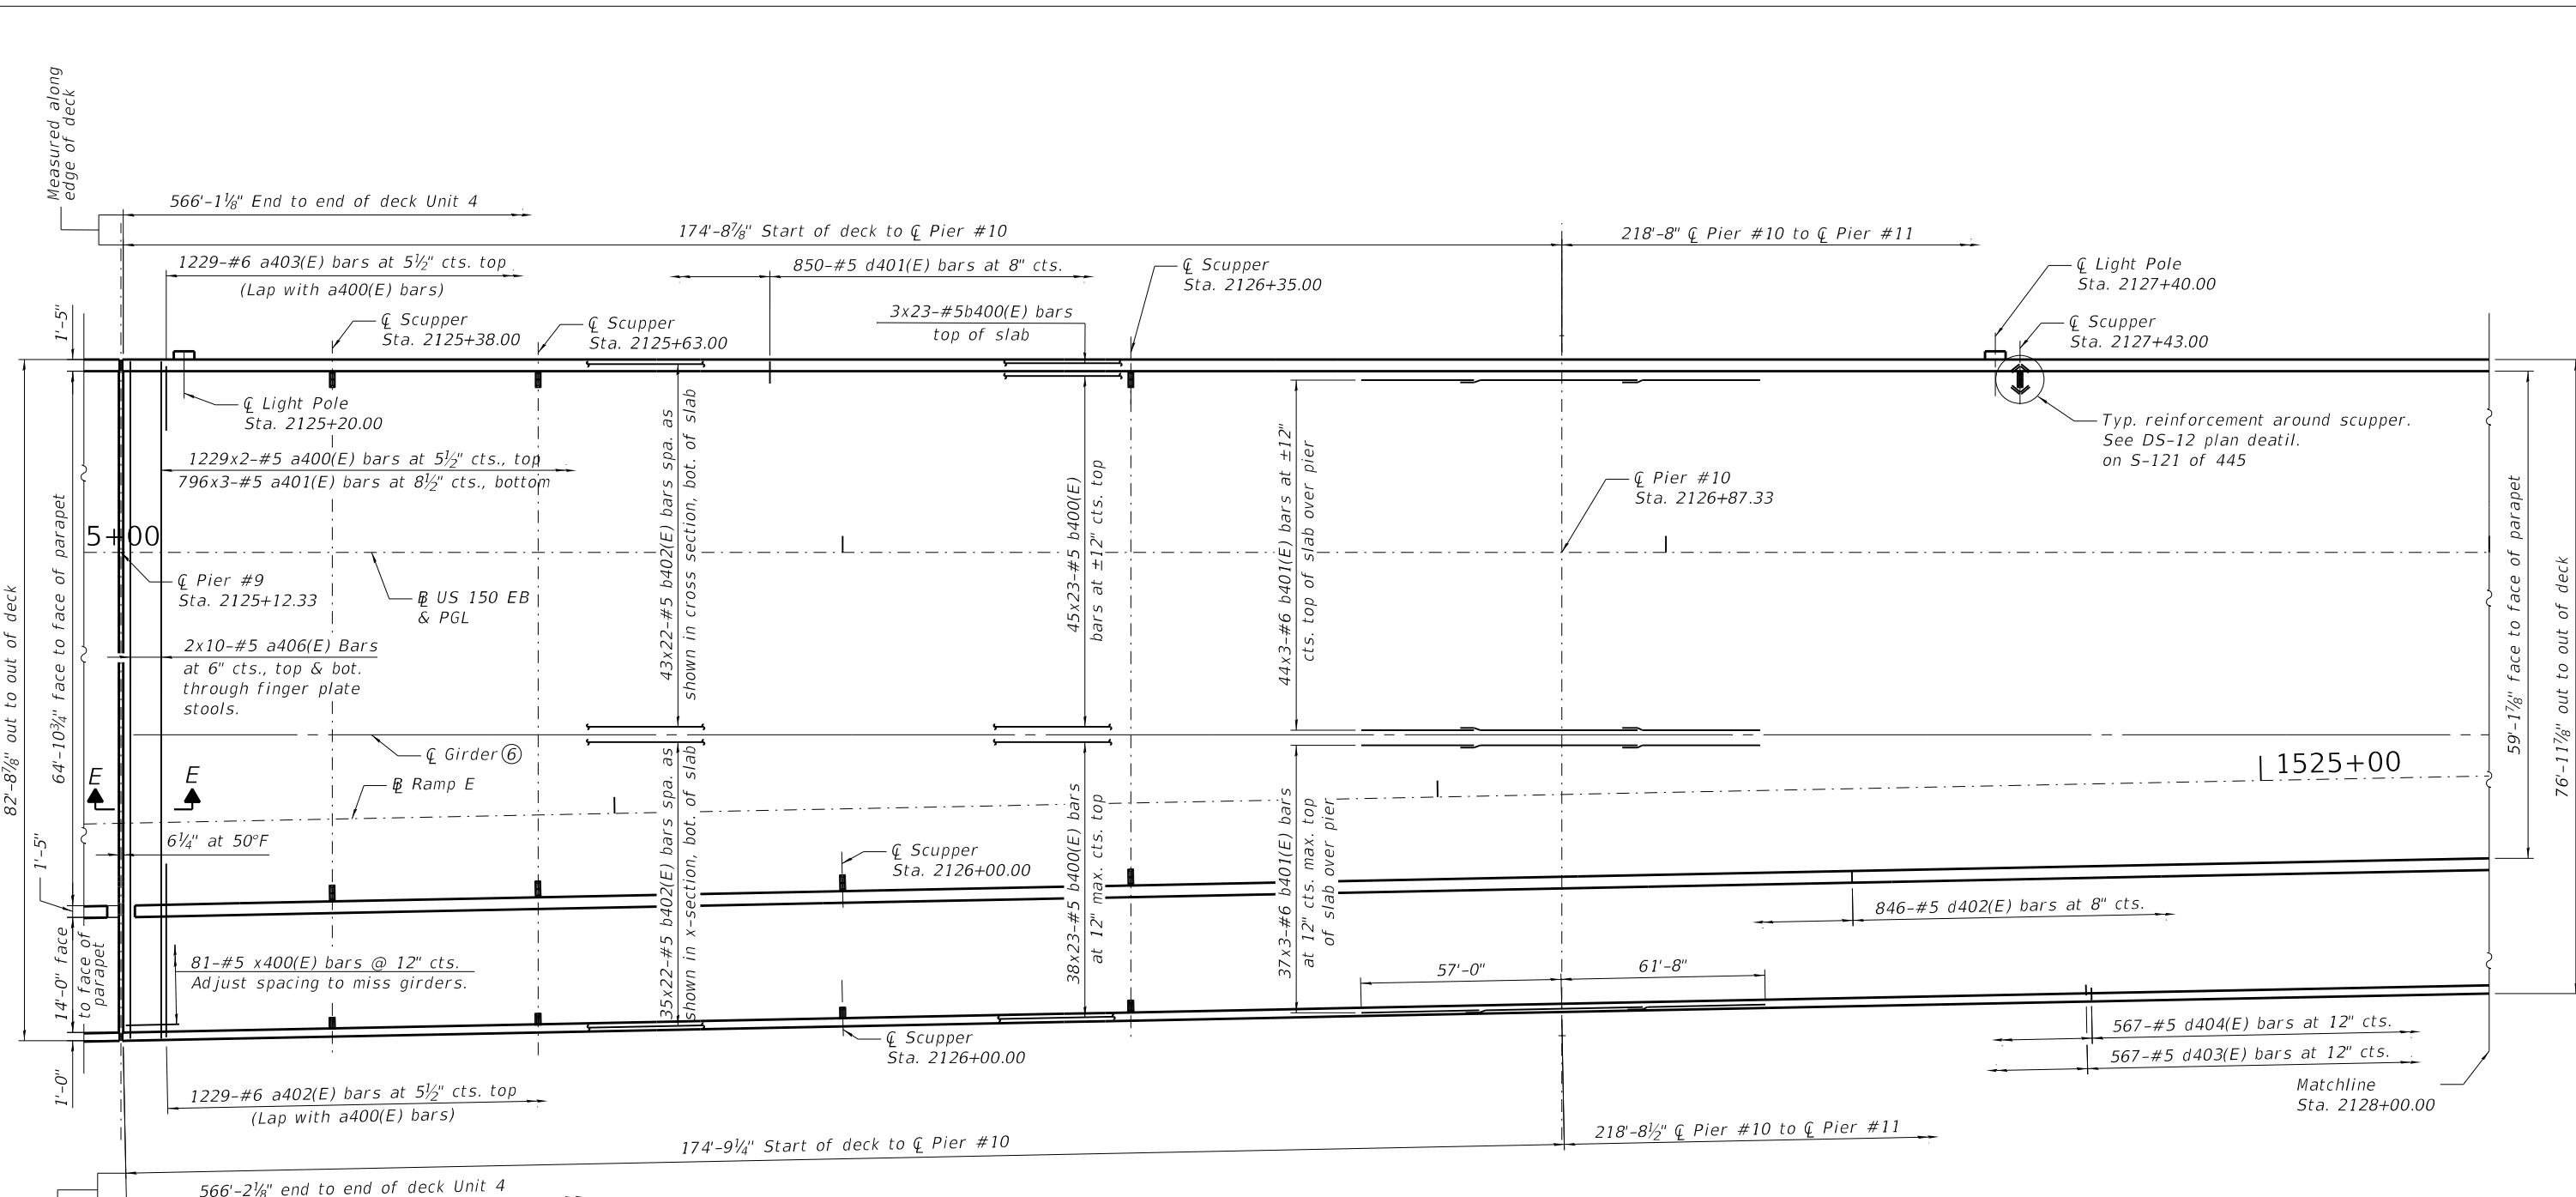 Measured along
edge of deck
566'-1⅛" End to end of deck Unit 4
174'-8⅞" Start of deck to ℄ Pier #10
218'-8" ℄ Pier #10 to ℄ Pier #11
1229-#6 a403(E) bars at 5½" cts. top
(Lap with a400(E) bars)
850-#5 d401(E) bars at 8" cts.
℄ Scupper
Sta. 2126+35.00
℄ Light Pole
Sta. 2127+40.00
1'-5"
℄ Scupper
Sta. 2125+38.00
℄ Scupper
Sta. 2125+63.00
3x23-#5b400(E) bars
top of slab
℄ Scupper
Sta. 2127+43.00
℄ Light Pole
Sta. 2125+20.00
Typ. reinforcement around scupper.
See DS-12 plan deatil.
on S-121 of 445
1229x2-#5 a400(E) bars at 5½" cts., top
796x3-#5 a401(E) bars at 8½" cts., bottom
43x22-#5 b402(E) bars spa. as
shown in cross section, bot. of slab
45x23-#5 b400(E)
bars at ±12" cts. top
44x3-#6 b401(E) bars at ±12"
cts. top of slab over pier
℄ Pier #10
Sta. 2126+87.33
5+00
℄ Pier #9
Sta. 2125+12.33
BL US 150 EB
& PGL
82'-8⅞" out to out of deck
64'-10¾" face to face of parapet
59'-1⅞" face to face of parapet
76'-11⅞" out to out of deck
2x10-#5 a406(E) Bars
at 6" cts., top & bot.
through finger plate
stools.
℄ Girder 6
BL Ramp E
E
E
1525+00
6¼" at 50°F
1'-5"
℄ Scupper
Sta. 2126+00.00
35x22-#5 b402(E) bars spa. as
shown in x-section, bot. of slab
38x23-#5 b400(E) bars
at 12" max. cts. top
37x3-#6 b401(E) bars
at 12" cts. max. top
of slab over pier
846-#5 d402(E) bars at 8" cts.
14'-0" face
to face of
parapet
81-#5 x400(E) bars @ 12" cts.
Adjust spacing to miss girders.
57'-0"
61'-8"
℄ Scupper
Sta. 2126+00.00
567-#5 d404(E) bars at 12" cts.
567-#5 d403(E) bars at 12" cts.
1'-0"
1229-#6 a402(E) bars at 5½" cts. top
(Lap with a400(E) bars)
Matchline
Sta. 2128+00.00
174'-9¼" Start of deck to ℄ Pier #10
218'-8½" ℄ Pier #10 to ℄ Pier #11
566'-2⅛" end to end of deck Unit 4